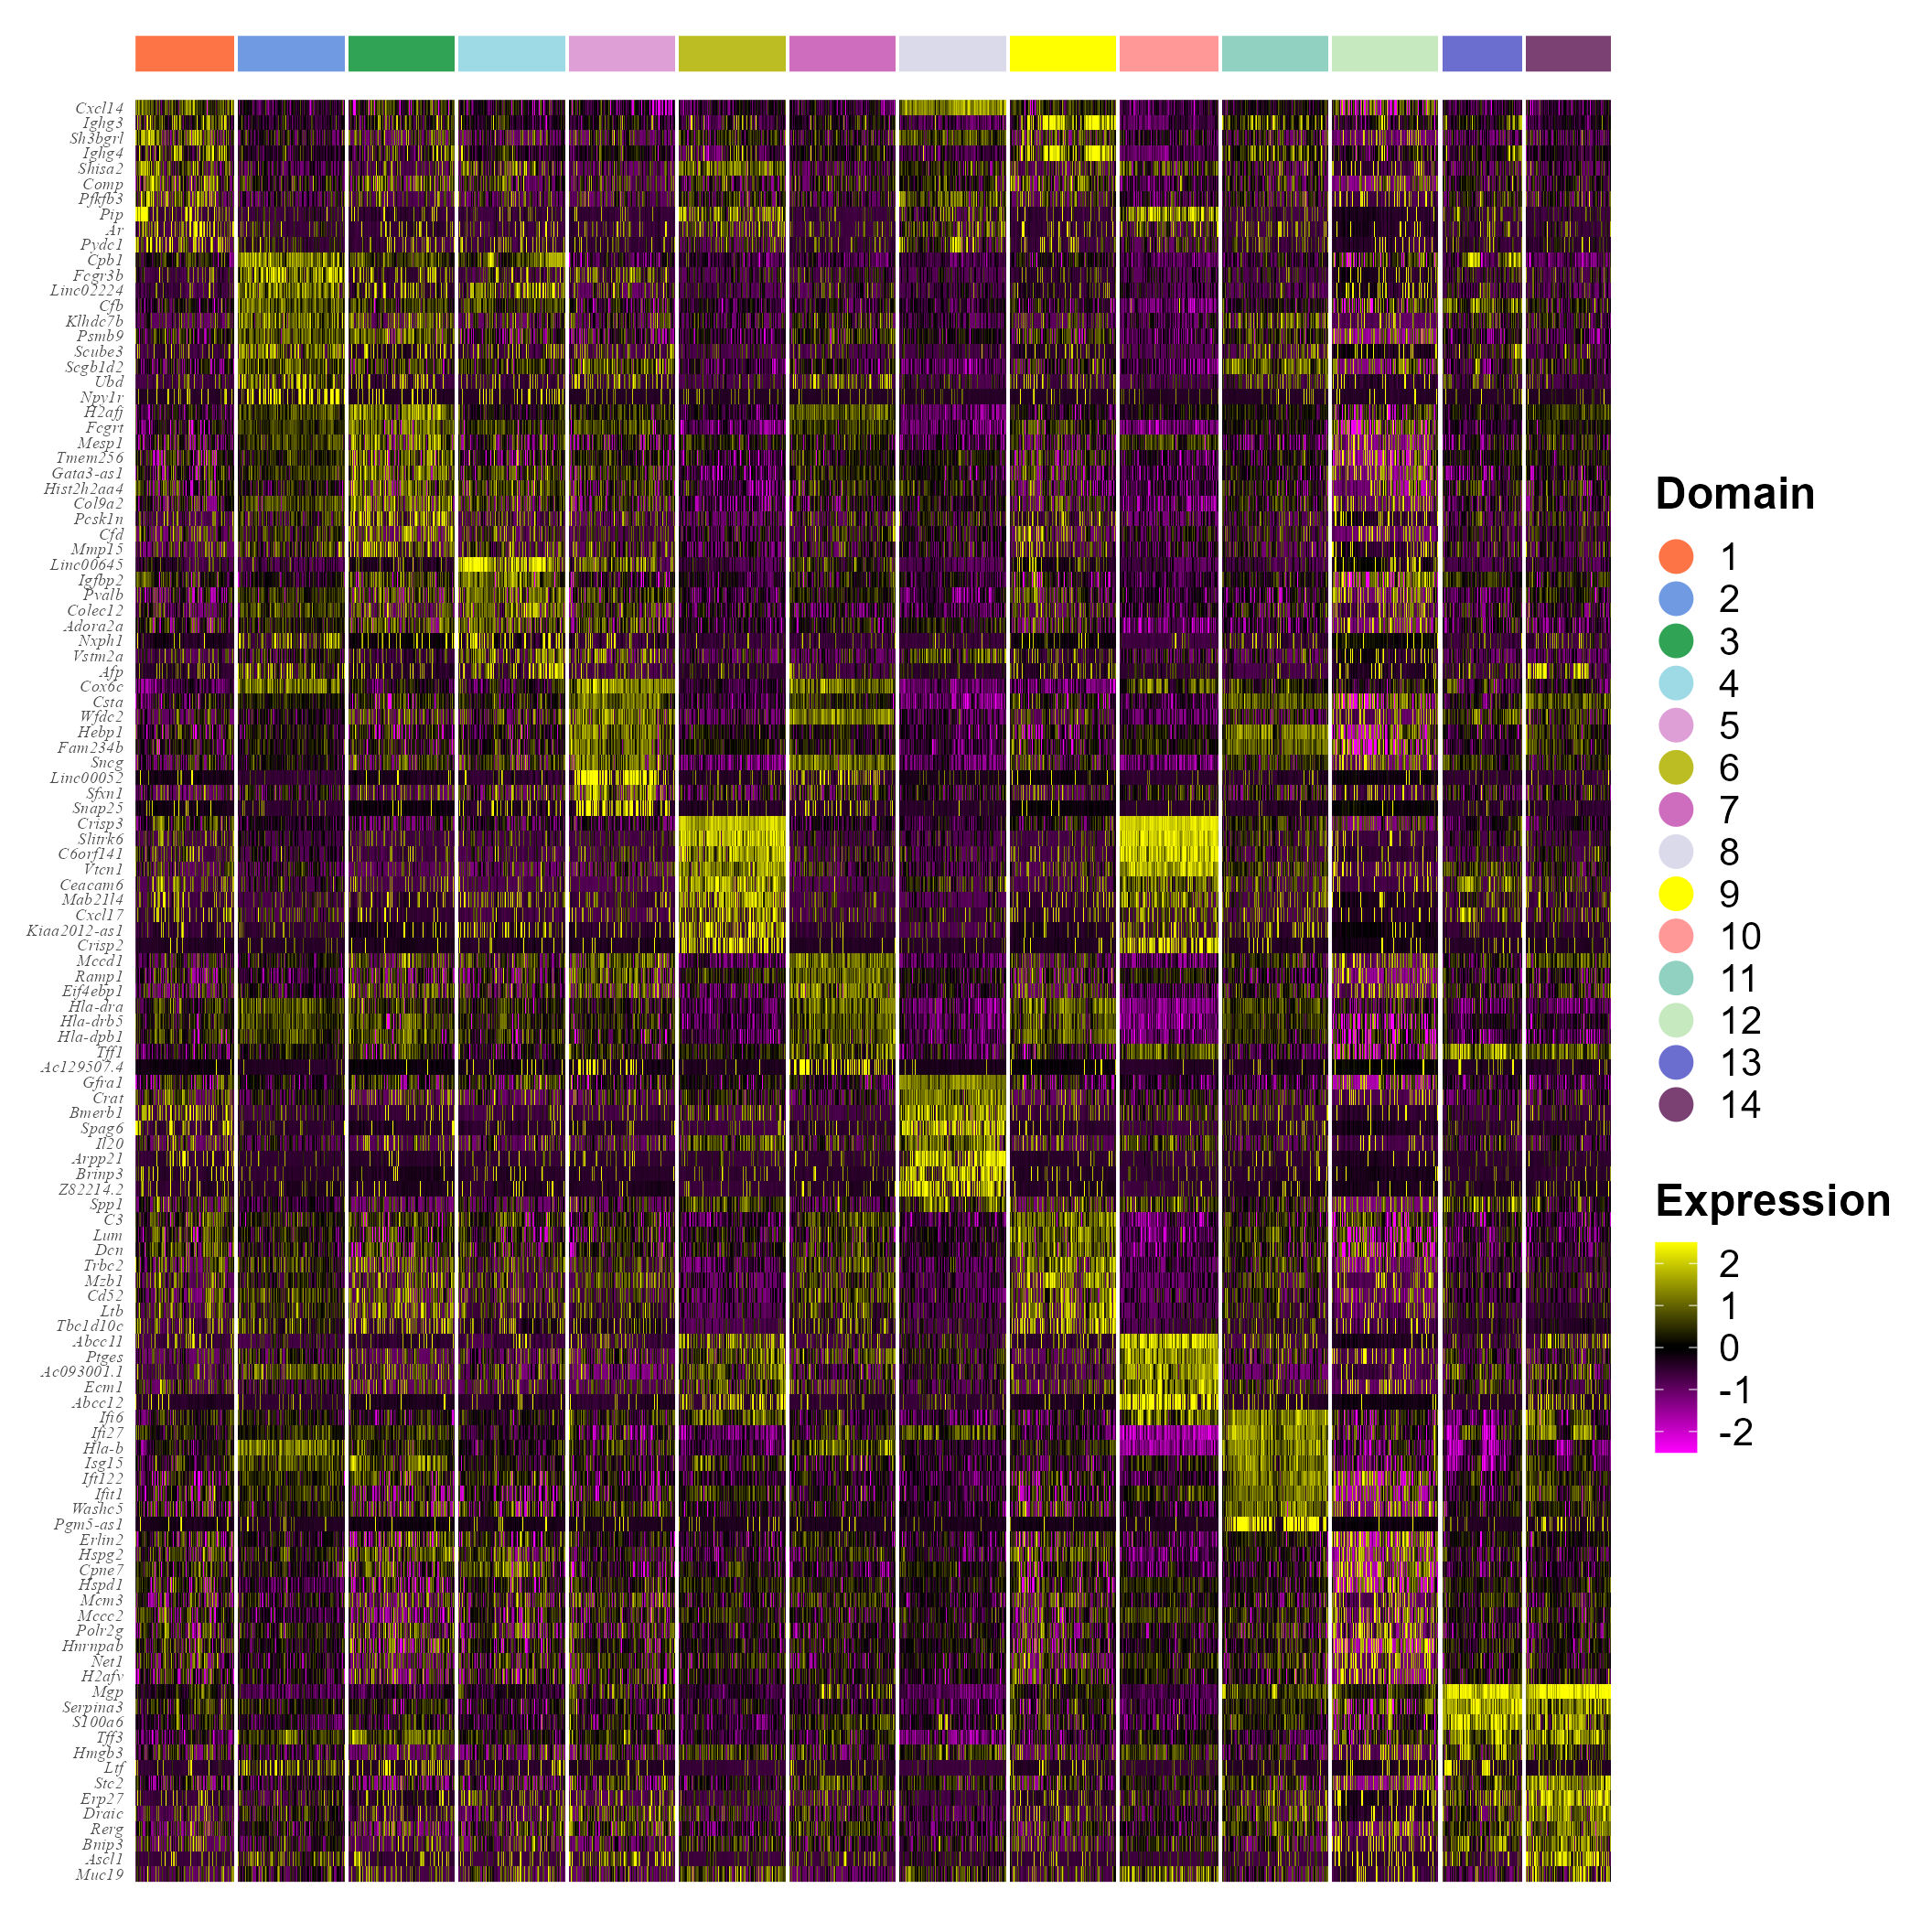 Cxcl14
Ighg3
Sh3bgrl
Ighg4
Shisa2
Comp
Pfkfb3
Pip
Ar
Pydc1
Cpb1
Fcgr3b
Linc02224
Cfb
Klhdc7b
Psmb9
Scube3
Scgb1d2
Ubd
Npy1r
H2afj
Fcgrt
Mesp1
Tmem256
Gata3-as1
Hist2h2aa4
Col9a2
Pcsk1n
Cfd
Mmp15
Linc00645
Igfbp2
Pvalb
Colec12
Adora2a
Nxph1
Vstm2a
Afp
Cox6c
Csta
Wfdc2
Hebp1
Fam234b
Sncg
Linc00052
Sfxn1
Snap25
Crisp3
Slitrk6
C6orf141
Vtcn1
Ceacam6
Mab21l4
Cxcl17
Kiaa2012-as1
Crisp2
Mccd1
Ramp1
Eif4ebp1
Hla-dra
Hla-drb5
Hla-dpb1
Tff1
Ac129507.4
Gfra1
Crat
Bmerb1
Spag6
Il20
Arpp21
Brinp3
Z82214.2
Spp1
C3
Lum
Dcn
Trbc2
Mzb1
Cd52
Ltb
Tbc1d10c
Abcc11
Ptges
Ac093001.1
Ecm1
Abcc12
Ifi6
Ifi27
Hla-b
Isg15
Ift122
Ifit1
Washc5
Pgm5-as1
Erlin2
Hspg2
Cpne7
Hspd1
Mcm3
Mccc2
Polr2g
Hnrnpab
Net1
H2afv
Mgp
Serpina3
S100a6
Tff3
Hmgb3
Ltf
Stc2
Erp27
Draic
Rerg
Bnip3
Ascl1
Muc19
Domain
1
2
3
4
5
6
7
8
9
10
11
12
13
14
Expression
2
1
0
-1
-2